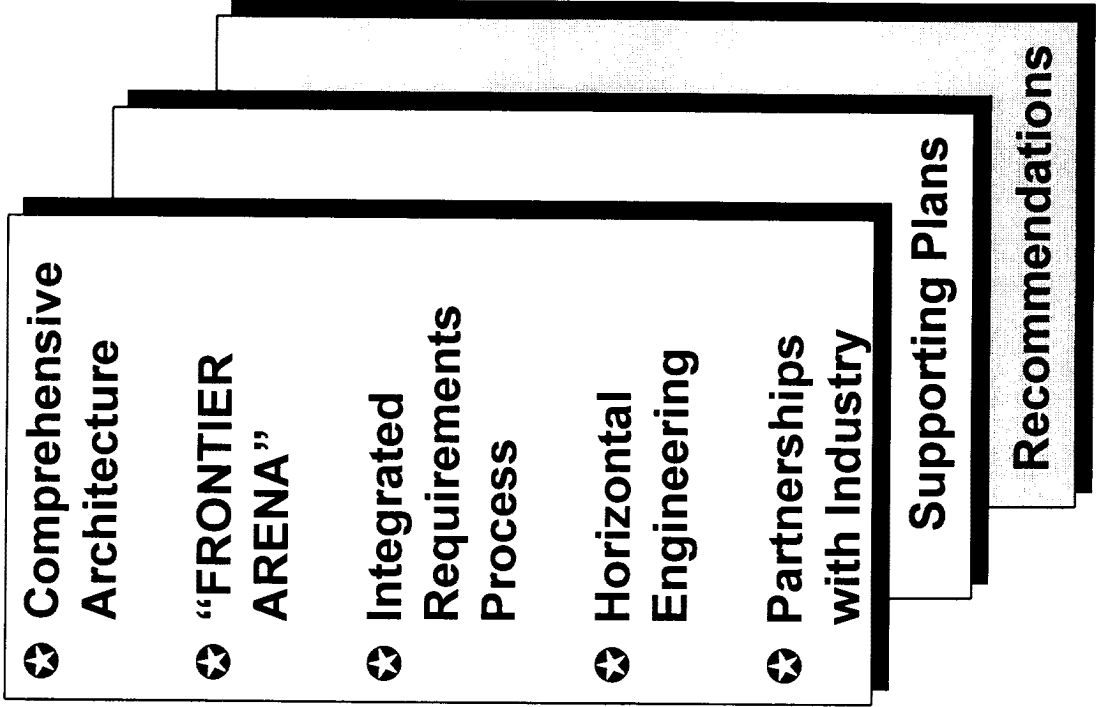 Comprehensive
Architecture
“FRONTIER
ARENA”
Integrated
Requirements
Process
Horizontal
Engineering
Partnerships
with Industry
Supporting Plans
Recommendations